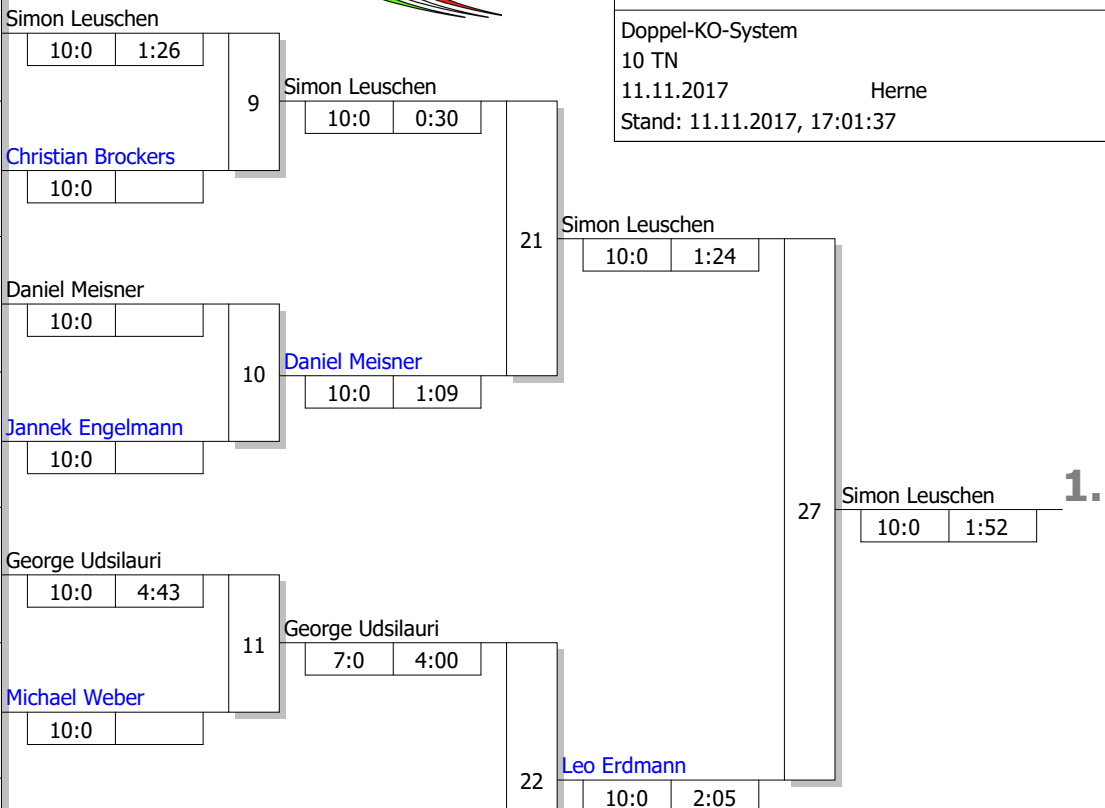 Doppel-KO-System
10 TN
11.11.2017 Herne
Stand: 11.11.2017, 17:01:37
Simon Leuschen
10:0 1:26
9
Christian Brockers
10:0
Simon Leuschen
10:0 0:30
21
Daniel Meisner
10:0
10
Jannek Engelmann
10:0
Daniel Meisner
10:0 1:09
Simon Leuschen
10:0 1:24
27
Simon Leuschen
10:0 1:52
1.
George Udsilauri
10:0 4:43
11
Michael Weber
10:0
George Udsilauri
7:0 4:00
22
Leo Erdmann
10:0 2:05